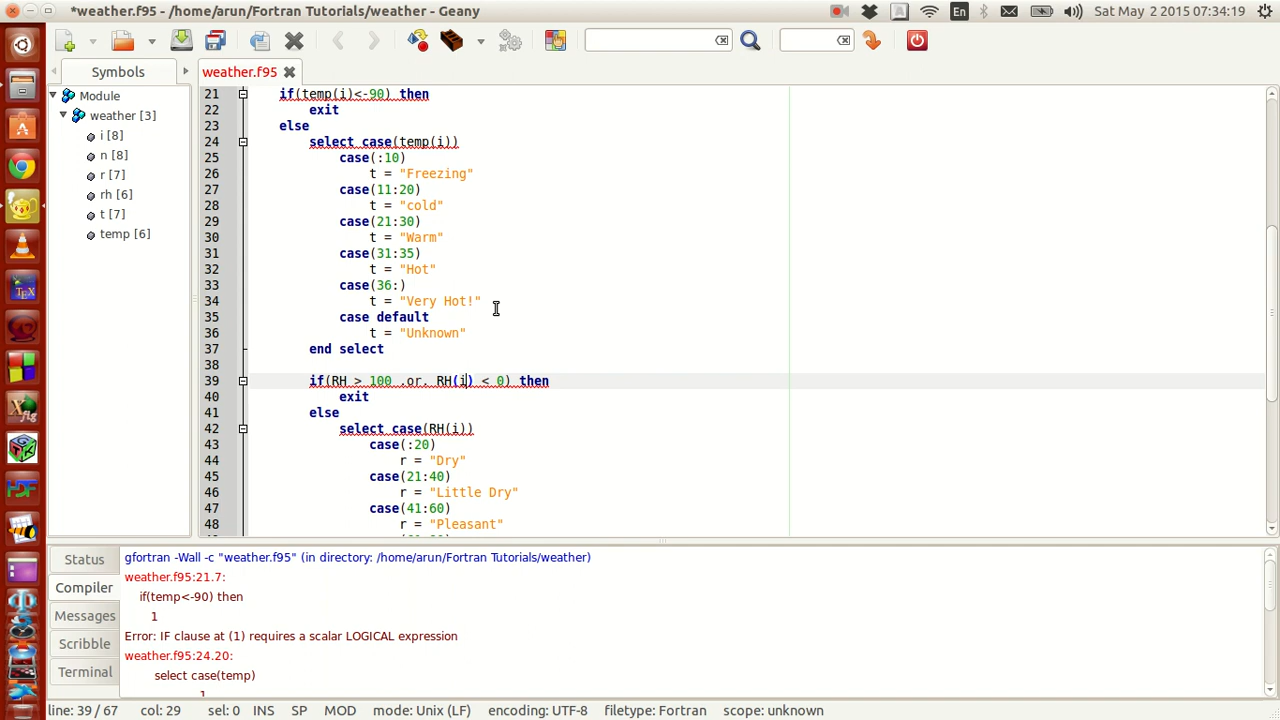 *weather.f95 - /home/arun/Fortran Tutorials/weather - Geany
En
Sat May 2 2015 07:34:19
Symbols
weather.f95
Module
weather [3]
i [8]
n [8]
r [7]
rh [6]
t [7]
temp [6]
21 if(temp(i)<-90) then
22 exit
23 else
24 select case(temp(i))
25 case(:10)
26 t = "Freezing"
27 case(11:20)
28 t = "cold"
29 case(21:30)
30 t = "Warm"
31 case(31:35)
32 t = "Hot"
33 case(36:)
34 t = "Very Hot!"
35 case default
36 t = "Unknown"
37 end select
38
39 if(RH > 100 .or. RH(i) < 0) then
40 exit
41 else
42 select case(RH(i))
43 case(:20)
44 r = "Dry"
45 case(21:40)
46 r = "Little Dry"
47 case(41:60)
48 r = "Pleasant"
Status
Compiler
Messages
Scribble
Terminal
gfortran -Wall -c "weather.f95" (in directory: /home/arun/Fortran Tutorials/weather)
weather.f95:21.7:
if(temp<-90) then
1
Error: IF clause at (1) requires a scalar LOGICAL expression
weather.f95:24.20:
select case(temp)
1
line: 39 / 67 col: 29 sel: 0 INS SP MOD mode: Unix (LF) encoding: UTF-8 filetype: Fortran scope: unknown